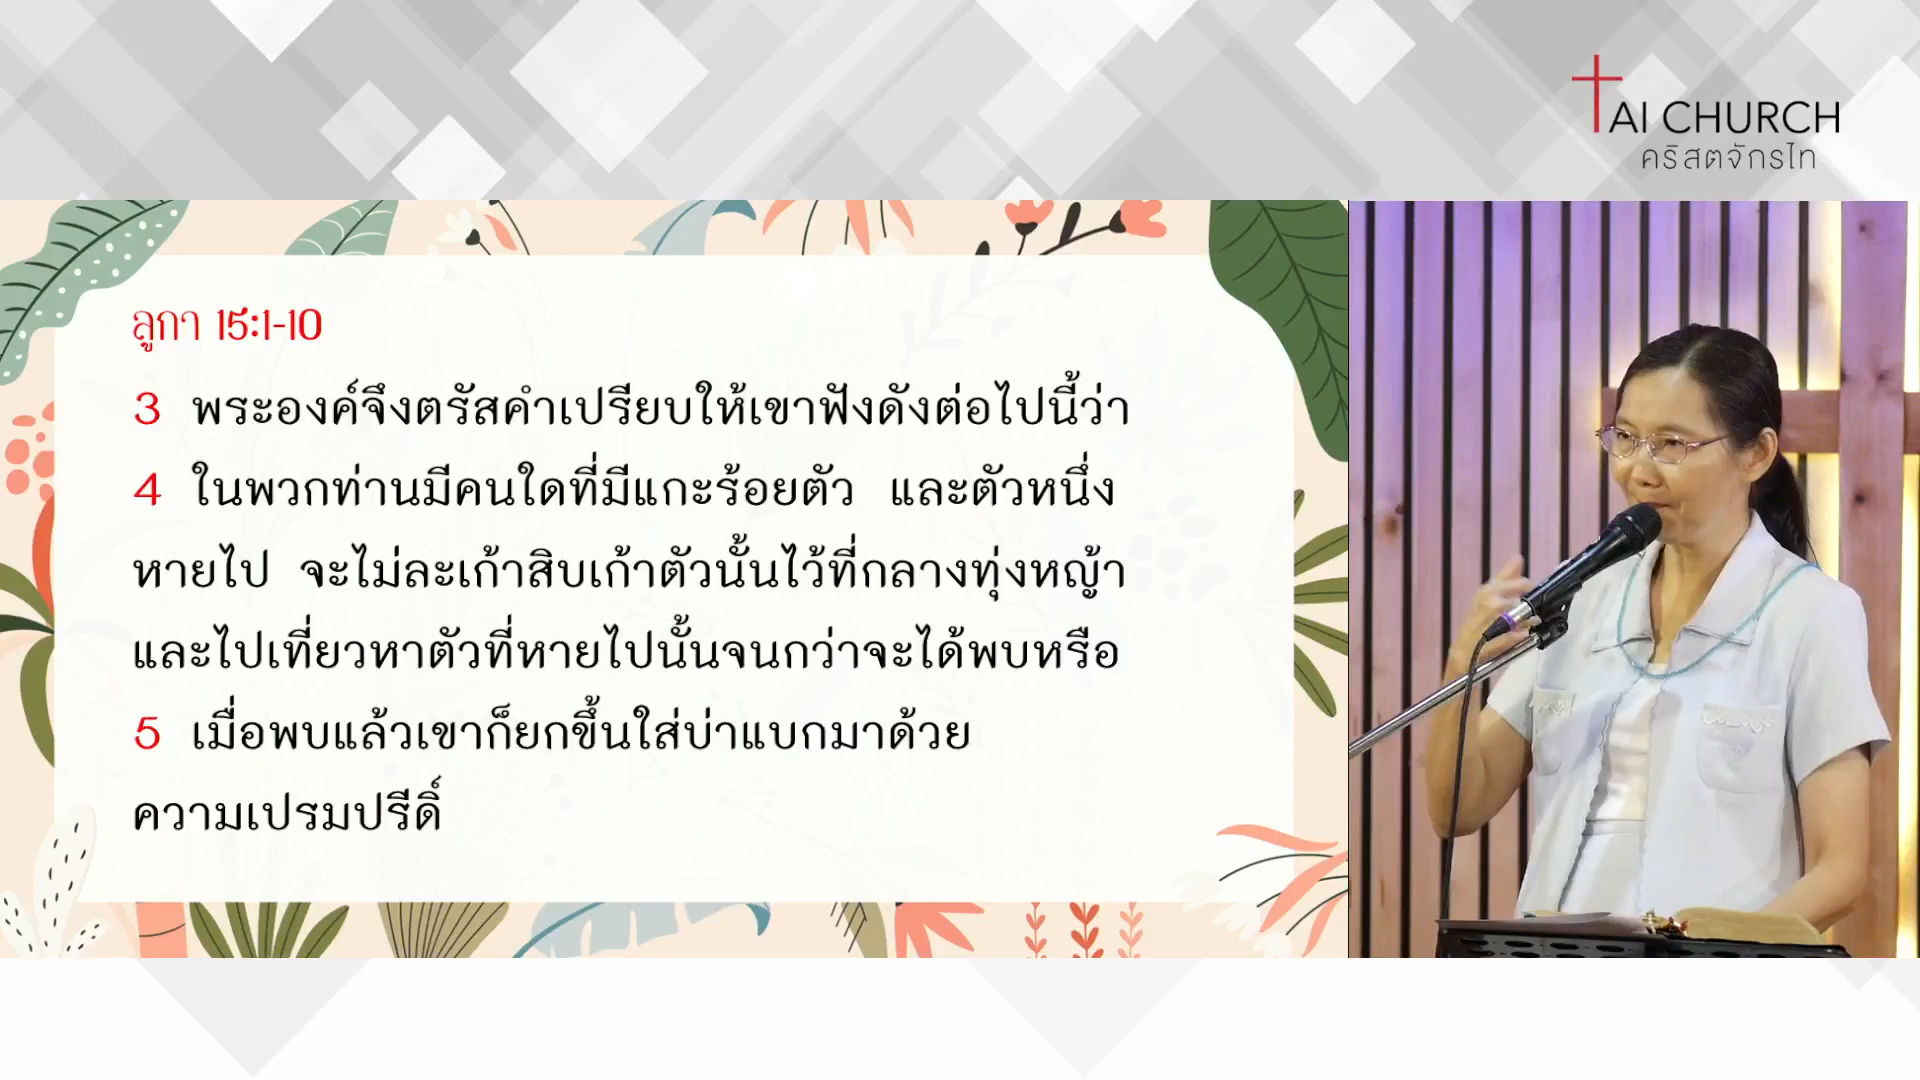 TAI CHURCH
คริสตจักรไท
ลูกา 15:1-10
3 พระองค์จึงตรัสคำเปรียบให้เขาฟังดังต่อไปนี้ว่า
4 ในพวกท่านมีคนใดที่มีแกะร้อยตัว และตัวหนึ่ง
หายไป จะไม่ละเก้าสิบเก้าตัวนั้นไว้ที่กลางทุ่งหญ้า
และไปเที่ยวหาตัวที่หายไปนั้นจนกว่าจะได้พบหรือ
5 เมื่อพบแล้วเขาก็ยกขึ้นใส่บ่าแบกมาด้วย
ความเปรมปรีดิ์